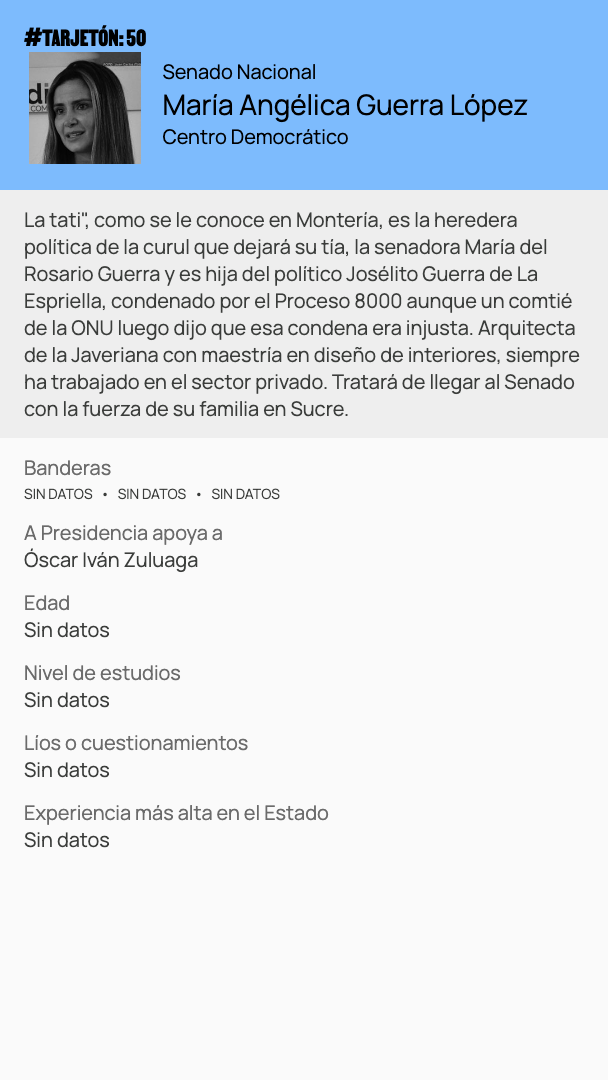 #TARJETÓN: 50
Senado Nacional
María Angélica Guerra López
Centro Democrático
di
COM
La tati", como se le conoce en Montería, es la heredera
política de la curul que dejará su tía, la senadora María del
Rosario Guerra y es hija del político Josélito Guerra de La
Espriella, condenado por el Proceso 8000 aunque un comtié
de la ONU luego dijo que esa condena era injusta. Arquitecta
de la Javeriana con maestría en diseño de interiores, siempre
ha trabajado en el sector privado. Tratará de llegar al Senado
con la fuerza de su familia en Sucre.
Banderas
SIN DATOS • SIN DATOS • SIN DATOS
A Presidencia apoya a
Óscar Iván Zuluaga
Edad
Sin datos
Nivel de estudios
Sin datos
Líos o cuestionamientos
Sin datos
Experiencia más alta en el Estado
Sin datos